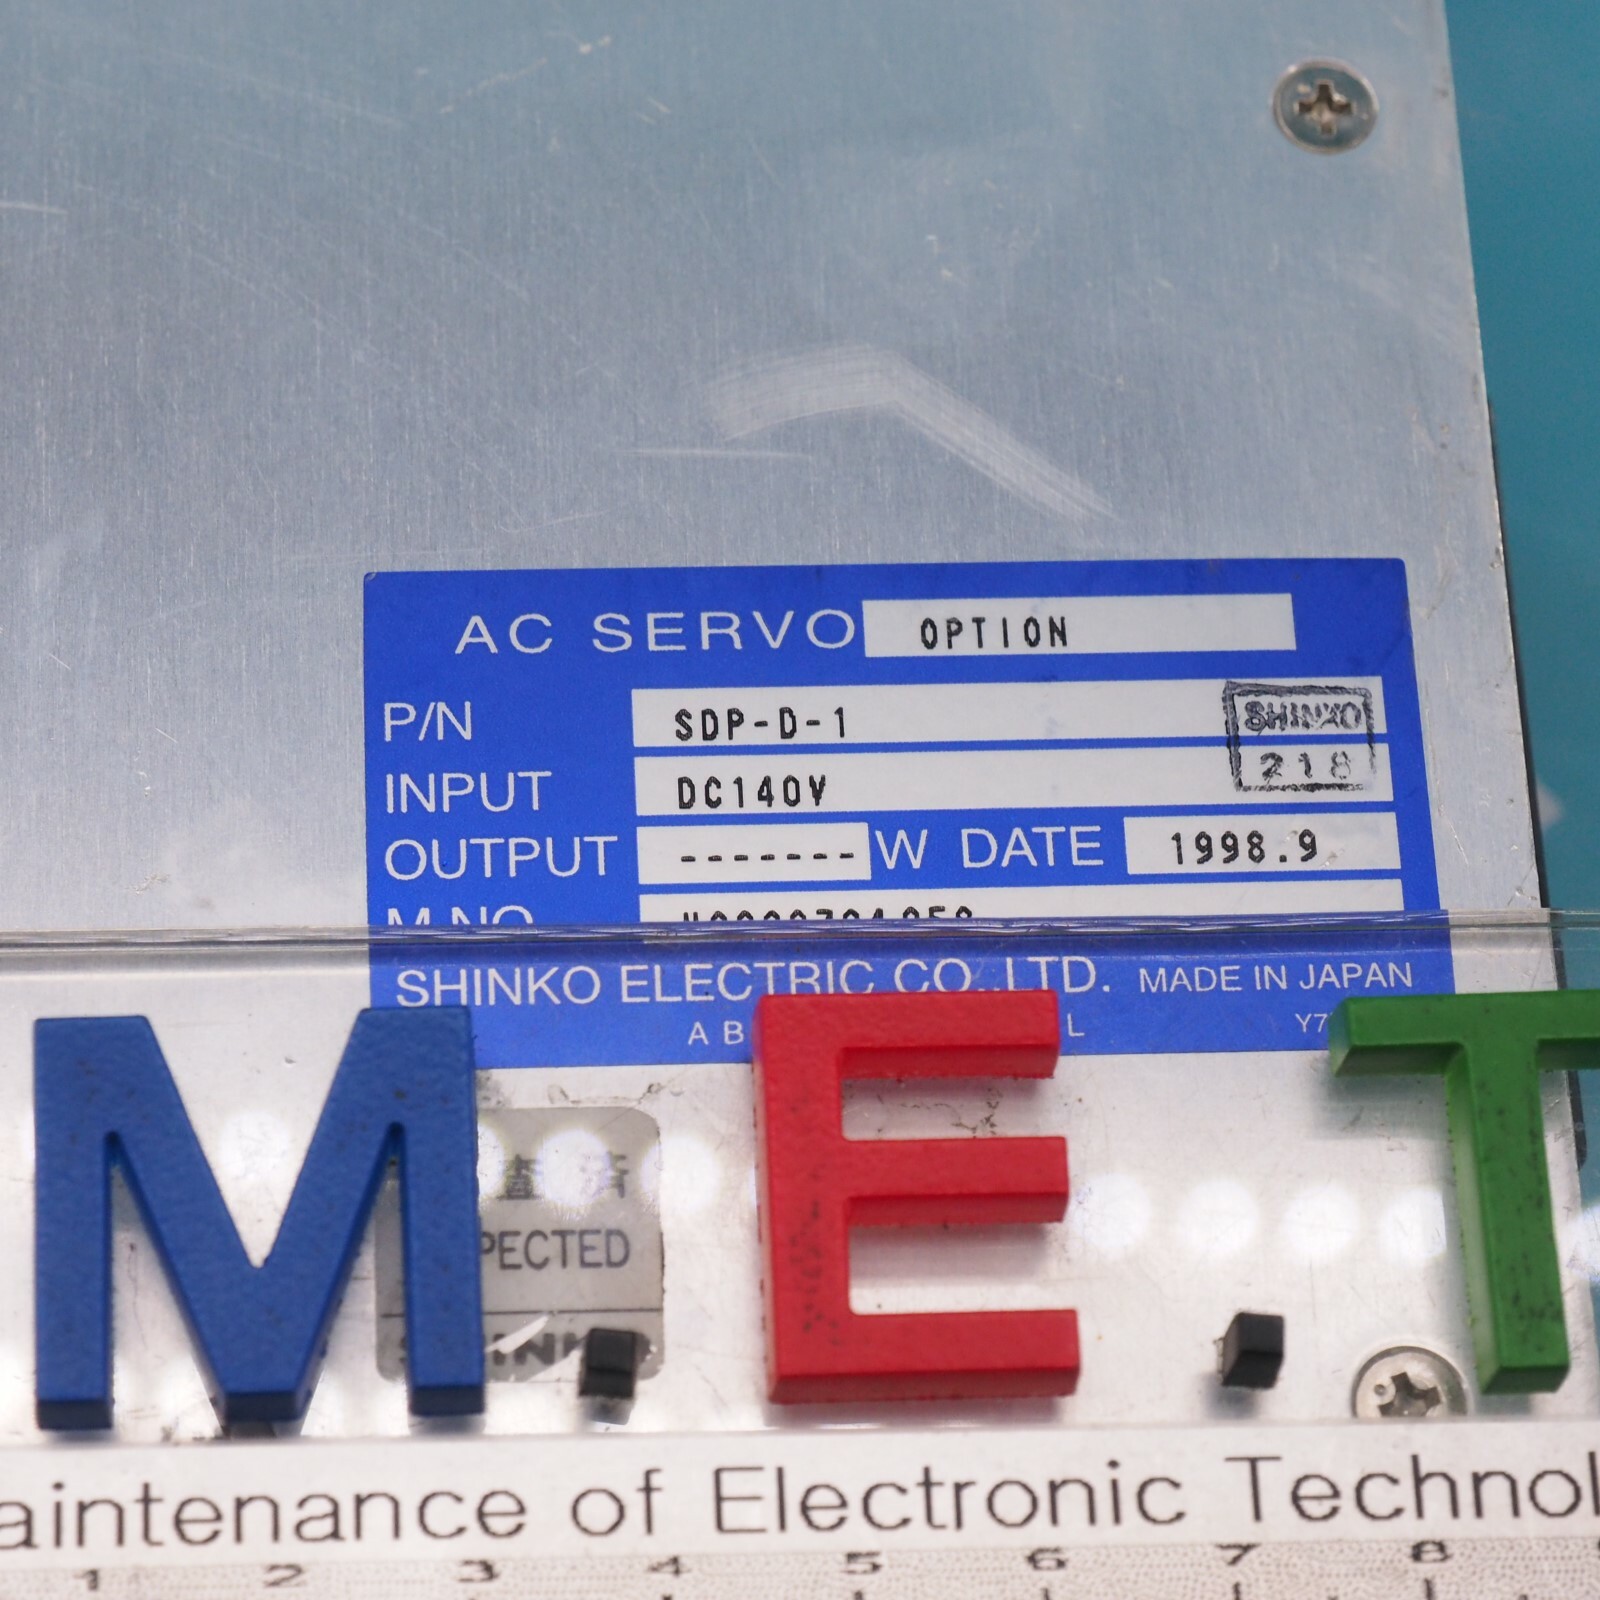 AC SERVO OPTION
P/N SDP-D-1
SHINKO
INPUT DC140V
218
OUTPUT ------- W DATE 1998.9
M.NO
SHINKO ELECTRIC CO.,LTD. MADE IN JAPAN
M.E.T
PECTED
aintenance of Electronic Technol
1 2 3 4 5 6 7 8